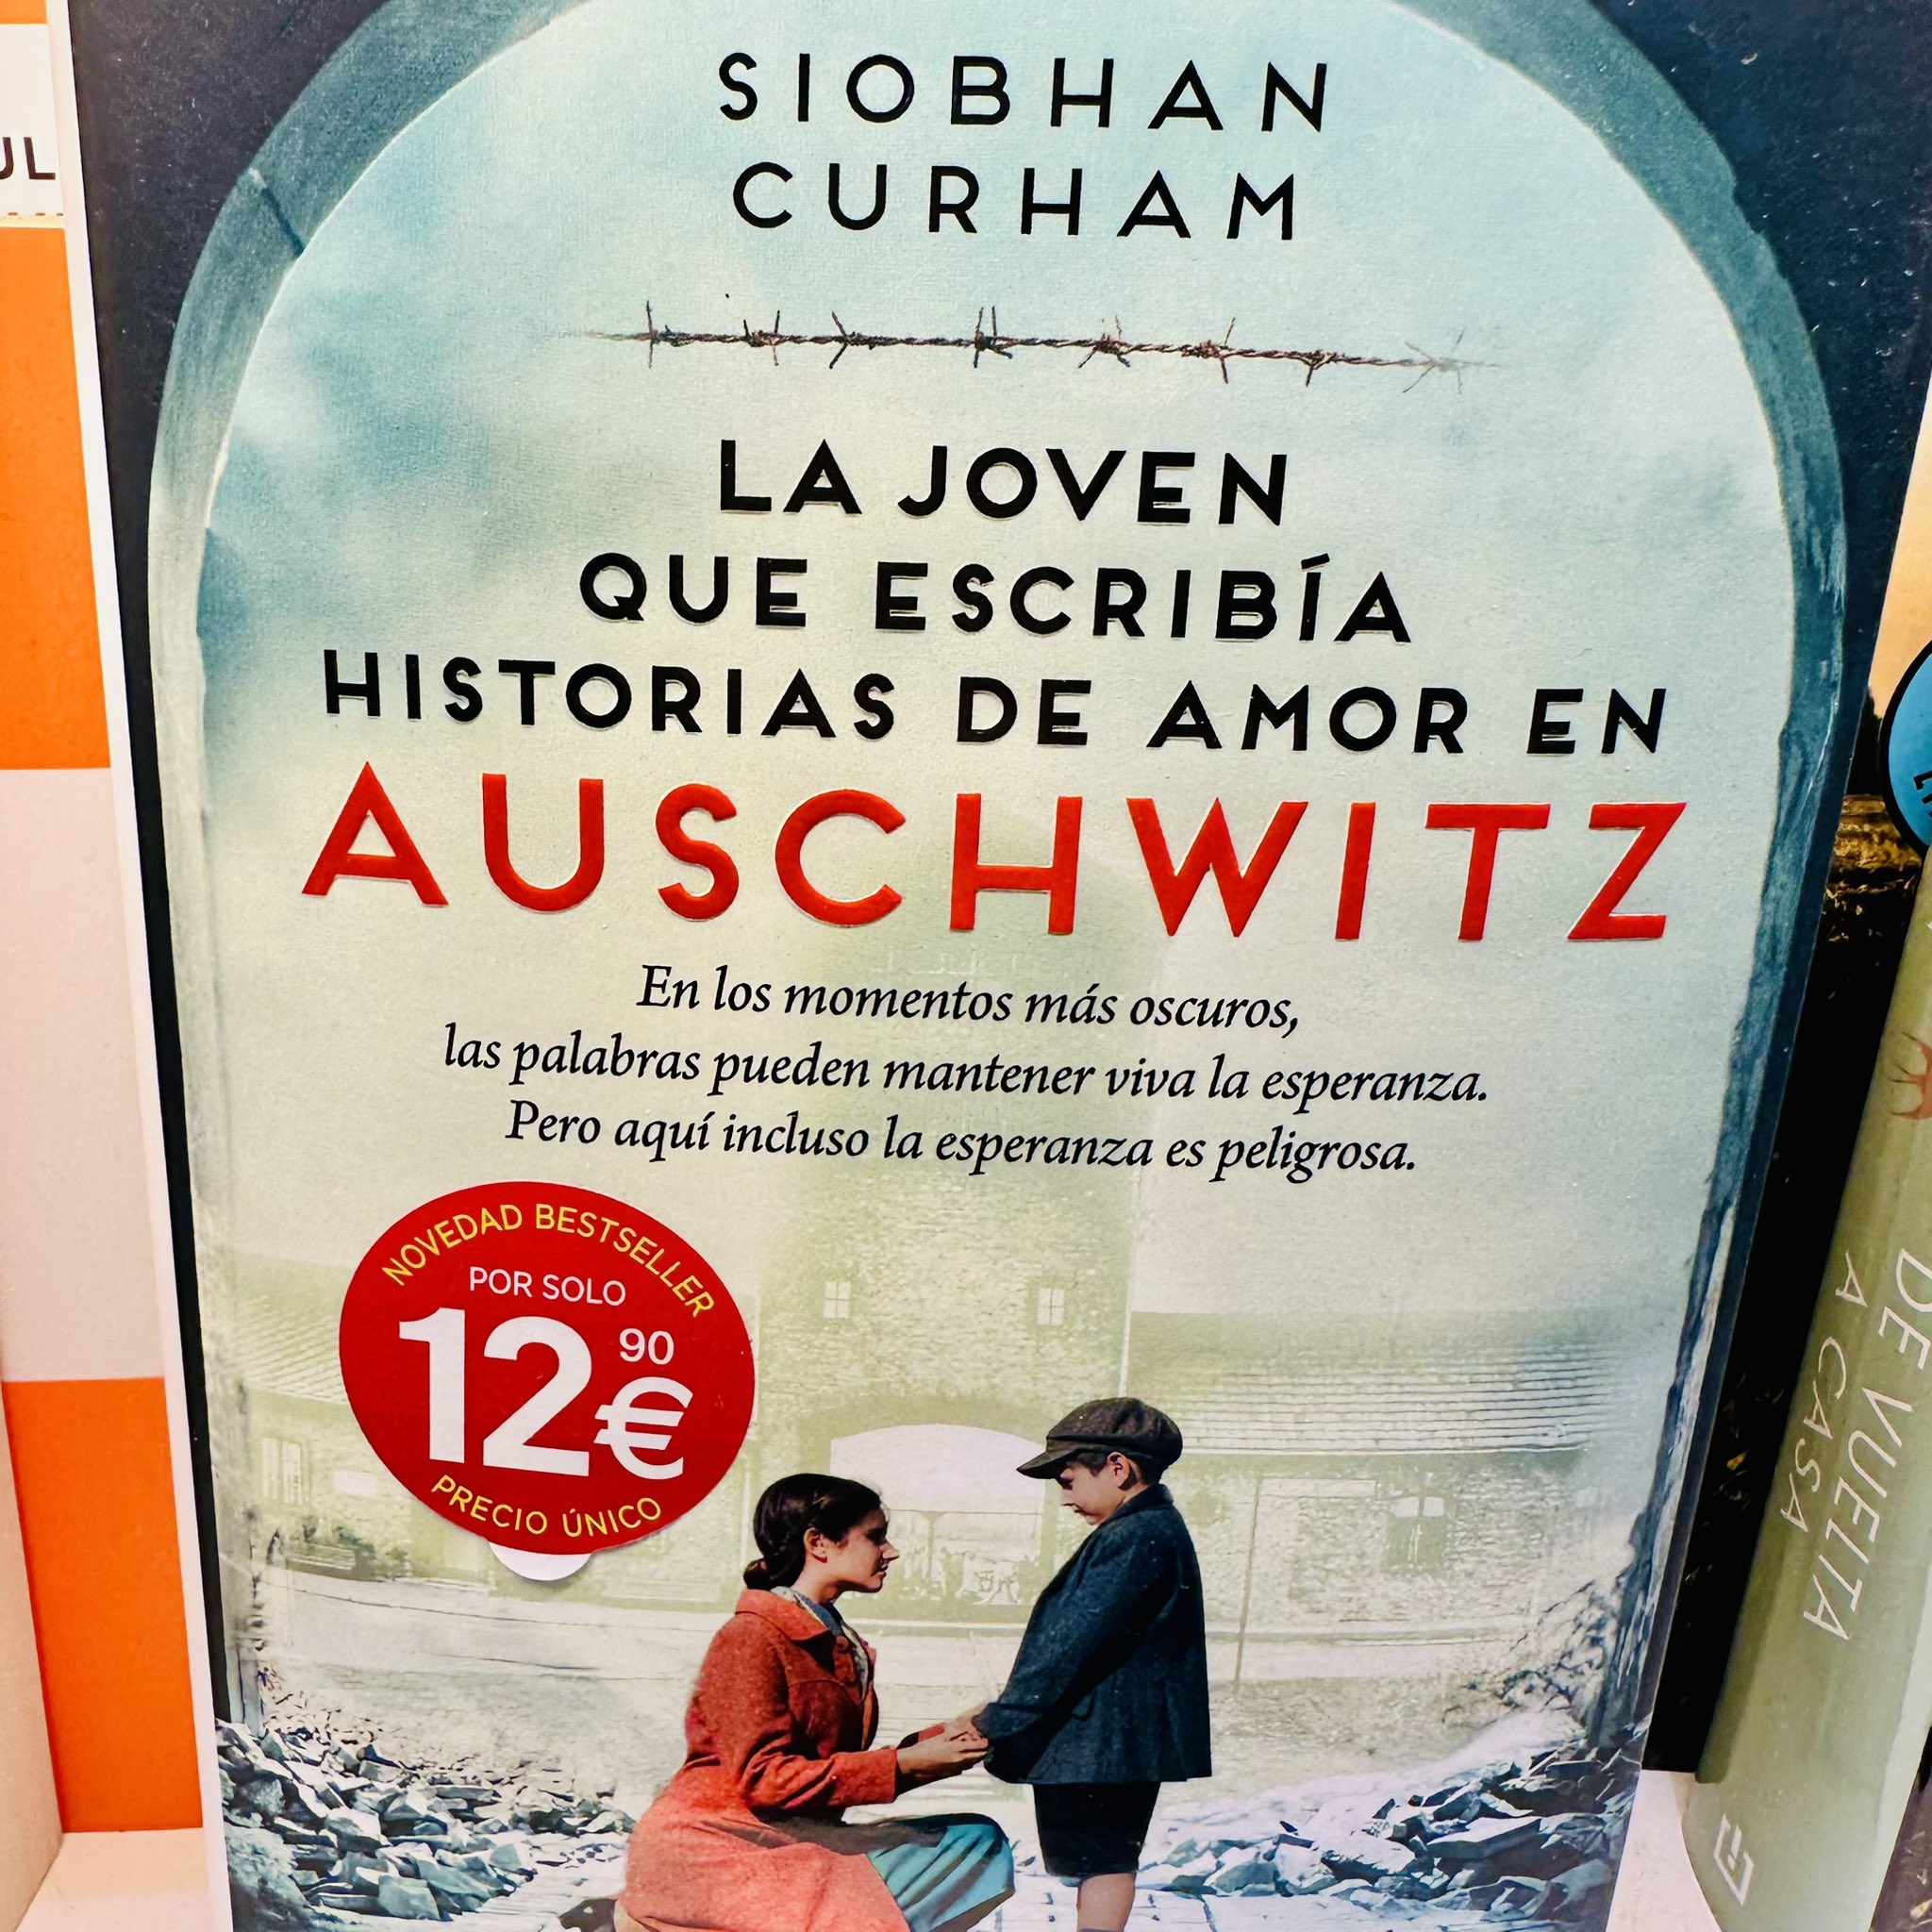 UL
SIOBHAN
CURHAM
LA JOVEN
QUE ESCRIBÍA
HISTORIAS DE AMOR EN
AUSCHWITZ
En los momentos más oscuros,
las palabras pueden mantener viva la esperanza.
Pero aquí incluso la esperanza es peligrosa.
NOVEDAD BESTSELLER
POR SOLO
12,90€
PRECIO ÚNICO
DE VUELTA
A CASA